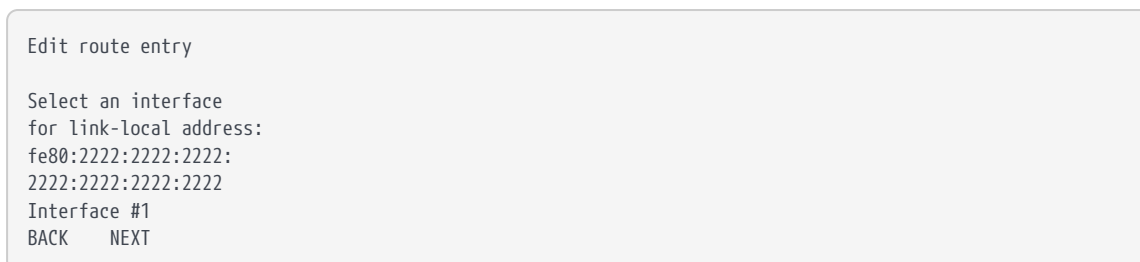 Edit route entry
Select an interface
for link-local address:
fe80:2222:2222:2222:
2222:2222:2222:2222
Interface #1
BACK    NEXT